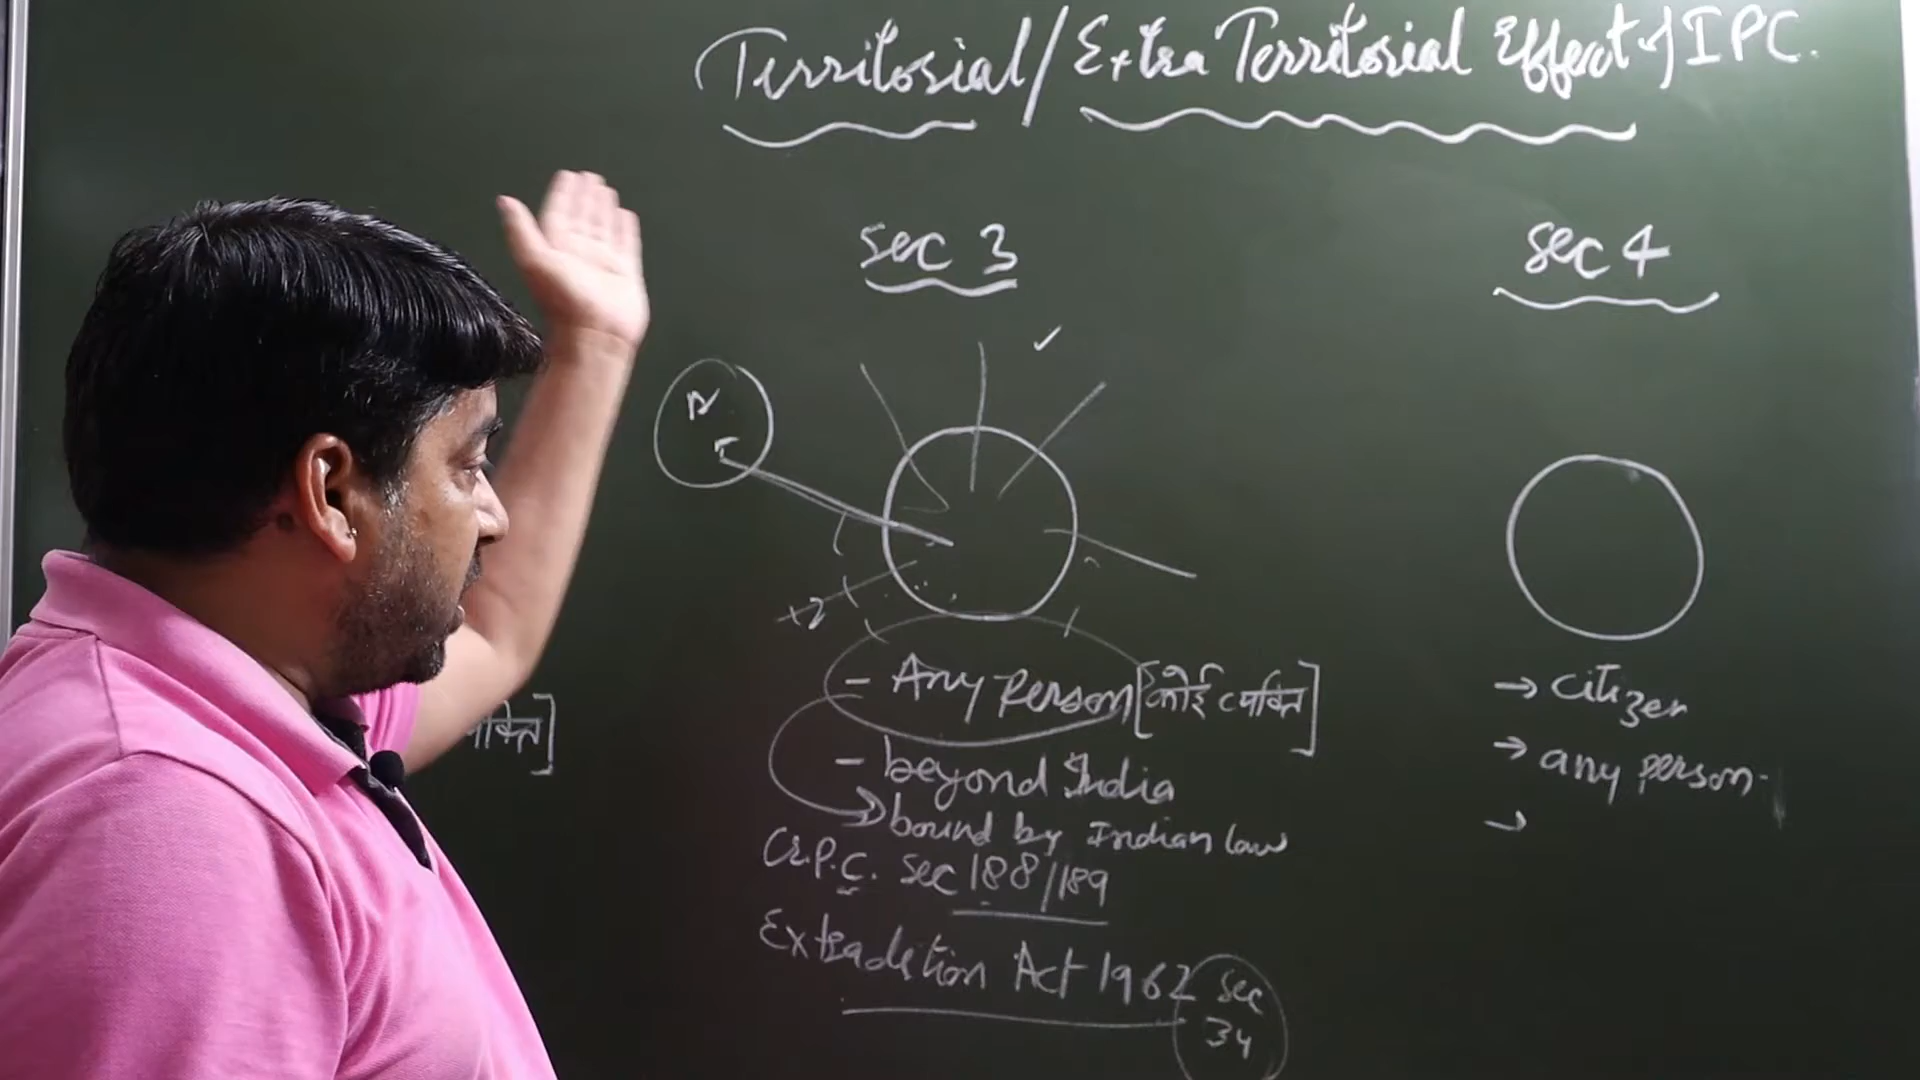 Territorial/Extra Territorial Effect of IPC.
sec 3
sec 4
- Any person [कोई व्यक्ति]
- beyond India
bound by Indian law
Cr.P.C. sec 188/189
Extradetion Act 1962 sec 34
→ citizen
→ any person
→